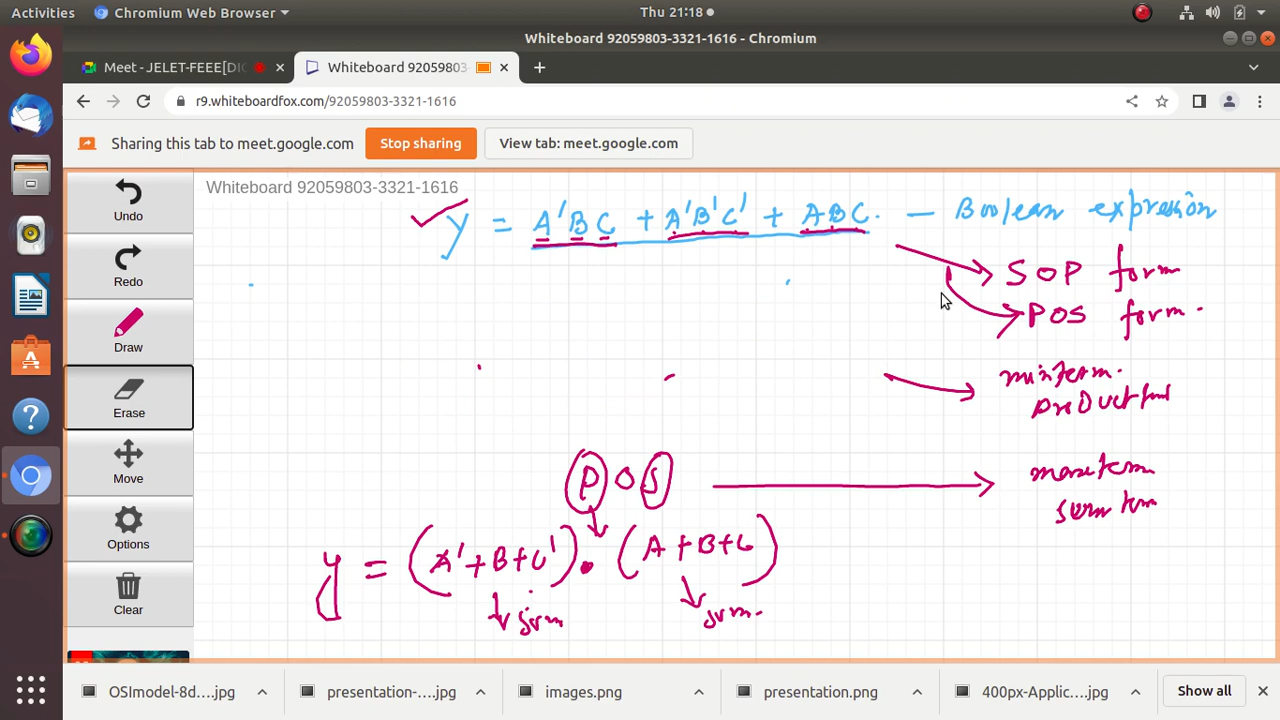 Activities
Chromium Web Browser
Thu 21:18
Whiteboard 92059803-3321-1616 - Chromium
Meet - JELET-FEEE[DIC
Whiteboard 92059803-
r9.whiteboardfox.com/92059803-3321-1616
Sharing this tab to meet.google.com
Stop sharing
View tab: meet.google.com
Whiteboard 92059803-3321-1616
Undo
Redo
Draw
Erase
Move
Options
Clear
y = A'BC + A'B'C' + ABC. — Boolean expression
SOP form
POS form.
minterm.
product
POS
maxterm
sum term
y = (A'+B+C') . (A+B+C)
sum
sum.
OSImodel-8d....jpg
presentation-....jpg
images.png
presentation.png
400px-Applic....jpg
Show all